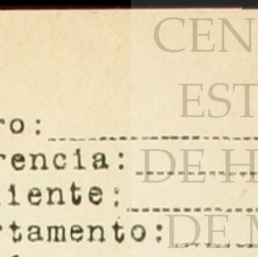 ro:
rencia:
iente:
rtamento:
CEN
EST
DE H
DE M